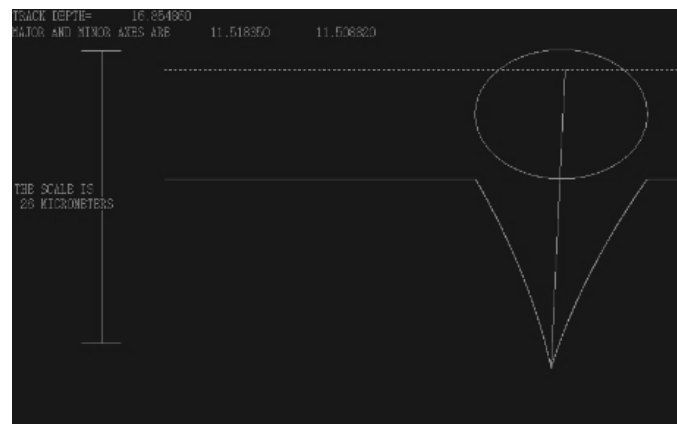 TRACK DEPTH= 16.854860
MAJOR AND MINOR AXES ARE 11.518350 11.508820
THE SCALE IS
26 MICROMETERS